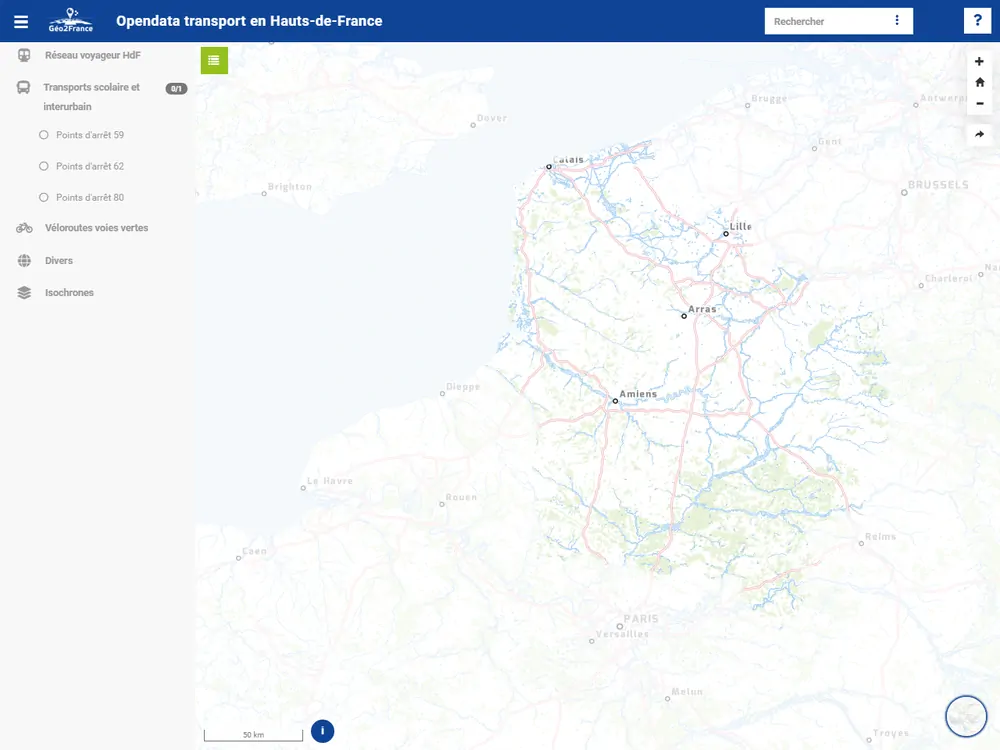 Géo2France
Opendata transport en Hauts-de-France
Rechercher
?
Réseau voyageur HdF
Transports scolaire et
interurbain
0/1
Points d'arrêt 59
Points d'arrêt 62
Points d'arrêt 80
Véloroutes voies vertes
Divers
Isochrones
Dover
Brugge
Antwerp
Gent
Calais
Brighton
BRUSSELS
Lille
Charleroi
Arras
Dieppe
Amiens
Le Havre
Rouen
Reims
Caen
PARIS
Versailles
Melun
Troyes
50 km
i